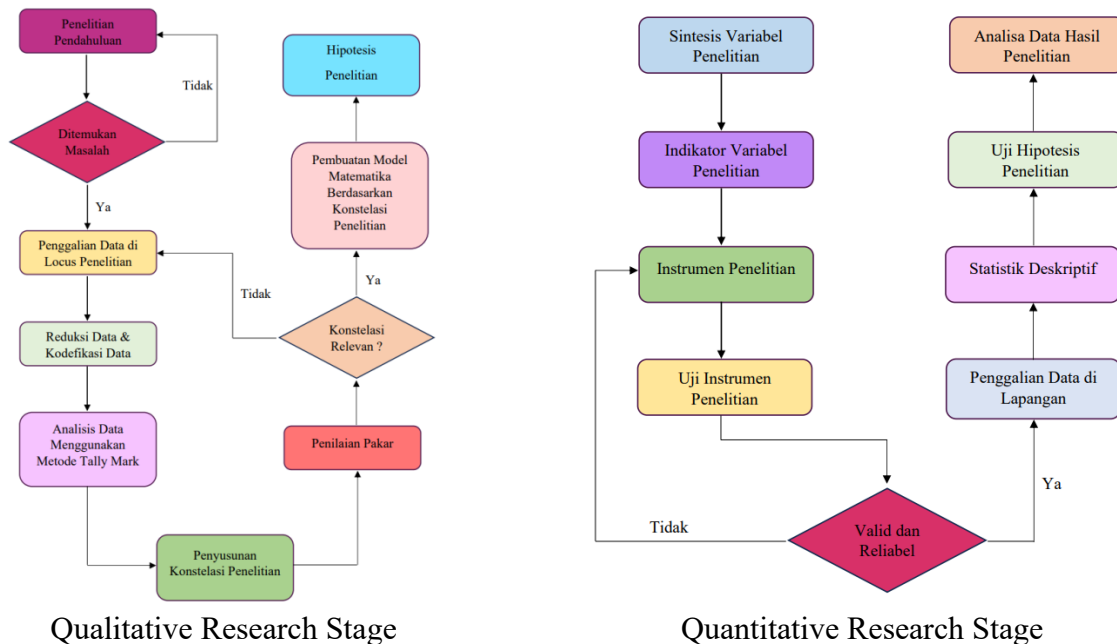 Penelitian
Pendahuluan
Tidak
Ditemukan
Masalah
Ya
Penggalian Data di
Locus Penelitian
Reduksi Data &
Kodefikasi Data
Analisis Data
Menggunakan
Metode Tally Mark
Penyusunan
Konstelasi Penelitian
Penilaian Pakar
Konstelasi
Relevan ?
Tidak
Ya
Pembuatan Model
Matematika
Berdasarkan
Konstelasi
Penelitian
Hipotesis
Penelitian
Qualitative Research Stage
Sintesis Variabel
Penelitian
Indikator Variabel
Penelitian
Instrumen Penelitian
Uji Instrumen
Penelitian
Valid dan
Reliabel
Tidak
Ya
Penggalian Data di
Lapangan
Statistik Deskriptif
Uji Hipotesis
Penelitian
Analisa Data Hasil
Penelitian
Quantitative Research Stage